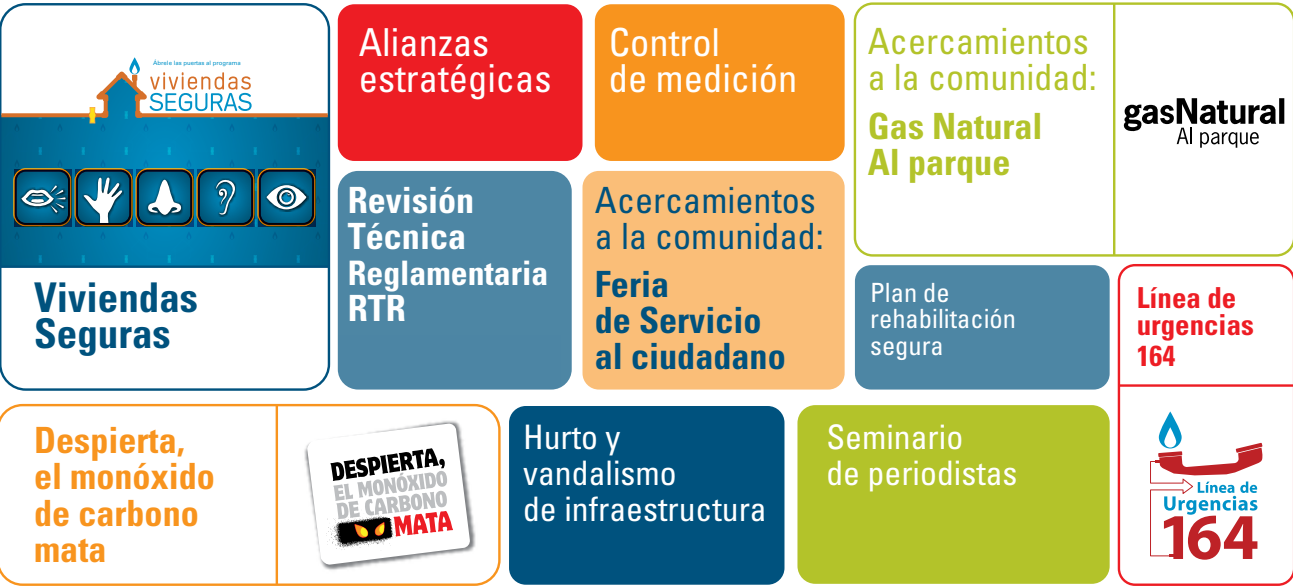 Ábrele las puertas al programa
viviendas
SEGURAS
Viviendas
Seguras
Alianzas
estratégicas
Control
de medición
Acercamientos
a la comunidad:
Gas Natural
Al parque
gasNatural
Al parque
Revisión
Técnica
Reglamentaria
RTR
Acercamientos
a la comunidad:
Feria
de Servicio
al ciudadano
Plan de
rehabilitación
segura
Línea de
urgencias
164
Despierta,
el monóxido
de carbono
mata
DESPIERTA,
EL MONÓXIDO
DE CARBONO
MATA
Hurto y
vandalismo
de infraestructura
Seminario
de periodistas
Línea de
Urgencias
164